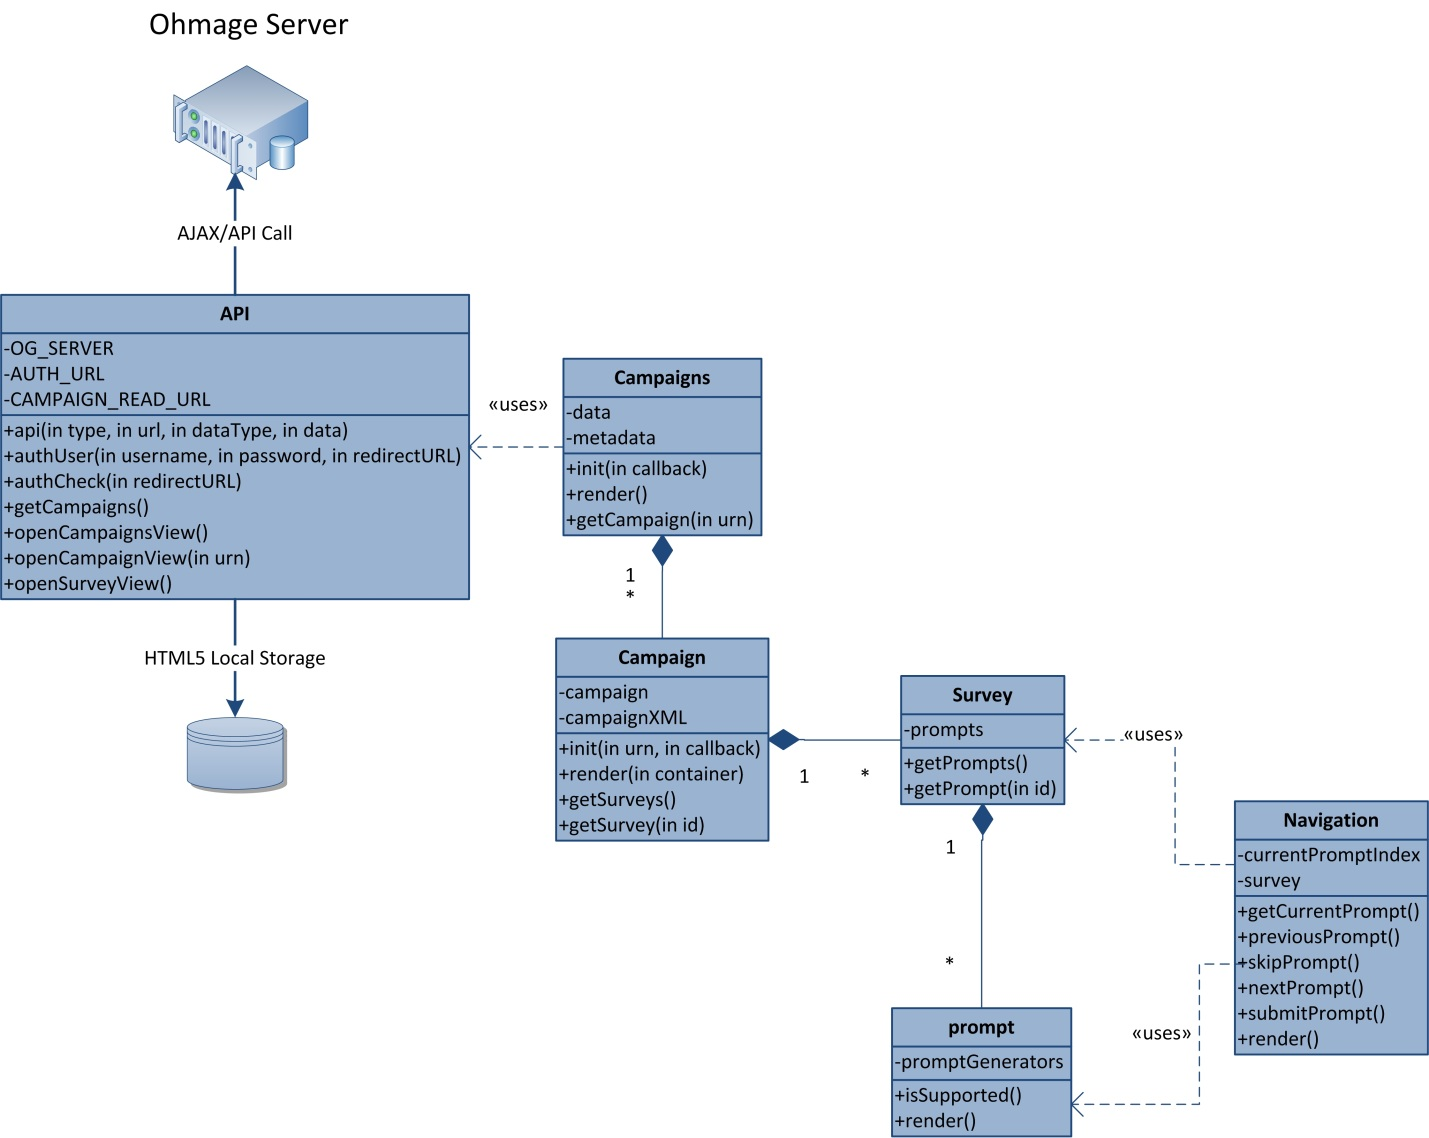 Ohmage Server
AJAX/API Call
API
-OG_SERVER
-AUTH_URL
-CAMPAIGN_READ_URL
+api(in type, in url, in dataType, in data)
+authUser(in username, in password, in redirectURL)
+authCheck(in redirectURL)
+getCampaigns()
+openCampaignsView()
+openCampaignView(in urn)
+openSurveyView()
HTML5 Local Storage
«uses»
Campaigns
-data
-metadata
+init(in callback)
+render()
+getCampaign(in urn)
1
*
Campaign
-campaign
-campaignXML
+init(in urn, in callback)
+render(in container)
+getSurveys()
+getSurvey(in id)
1
*
Survey
-prompts
+getPrompts()
+getPrompt(in id)
1
*
prompt
-promptGenerators
+isSupported()
+render()
«uses»
Navigation
-currentPromptIndex
-survey
+getCurrentPrompt()
+previousPrompt()
+skipPrompt()
+nextPrompt()
+submitPrompt()
+render()
«uses»